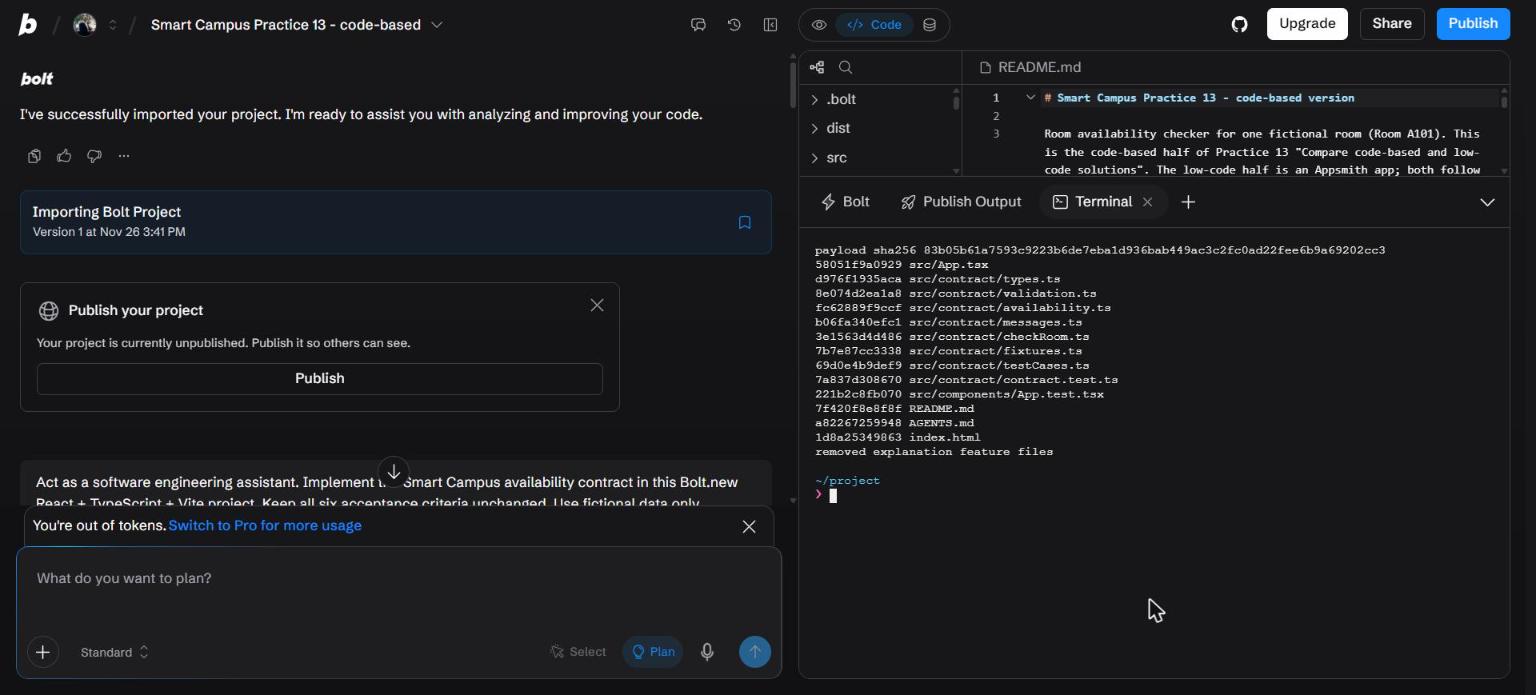 b / / Smart Campus Practice 13 - code-based
Code
Upgrade
Share
Publish
bolt
I've successfully imported your project. I'm ready to assist you with analyzing and improving your code.
Importing Bolt Project
Version 1 at Nov 26 3:41 PM
Publish your project
Your project is currently unpublished. Publish it so others can see.
Publish
Act as a software engineering assistant. Implement Smart Campus availability contract in this Bolt.new
React + TypeScript + Vite project. Keep all six acceptance criteria unchanged. Use fictional data only
You're out of tokens. Switch to Pro for more usage
What do you want to plan?
Standard
Select
Plan
.bolt
dist
src
README.md
1 # Smart Campus Practice 13 - code-based version
2
3 Room availability checker for one fictional room (Room A101). This
is the code-based half of Practice 13 "Compare code-based and low-
code solutions". The low-code half is an Appsmith app; both follow
Bolt
Publish Output
Terminal
payload sha256 83b05b61a7593c9223b6de7eba1d936bab449ac3c2fc0ad22fee6b9a69202cc3
58051f9a0929 src/App.tsx
d976f1935aca src/contract/types.ts
8e074d2ea1a8 src/contract/validation.ts
fc62889f9ccf src/contract/availability.ts
b06fa340efc1 src/contract/messages.ts
3e1563d4d486 src/contract/checkRoom.ts
7b7e87cc3338 src/contract/fixtures.ts
69d0e4b9def9 src/contract/testCases.ts
7a837d308670 src/contract/contract.test.ts
221b2c8fb070 src/components/App.test.tsx
7f420f8e8f8f README.md
a82267259948 AGENTS.md
1d8a25349863 index.html
removed explanation feature files
~/project
❯